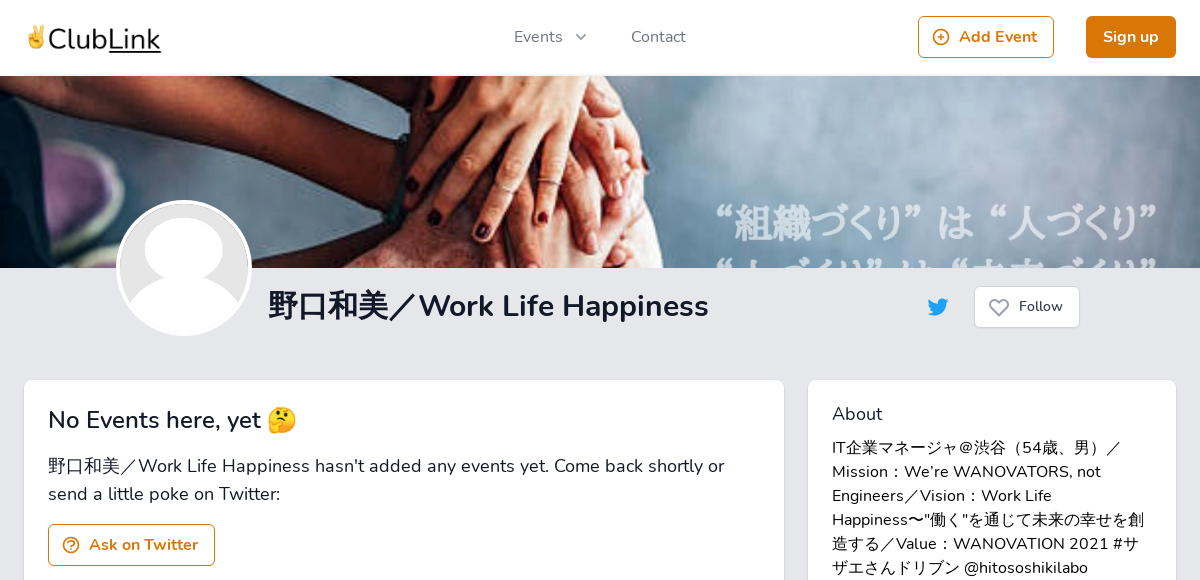 ✌ClubLink
Events
Contact
Add Event
Sign up
“組織づくり” は “人づくり”
野口和美／Work Life Happiness
Follow
No Events here, yet 🤔
野口和美／Work Life Happiness hasn't added any events yet. Come back shortly or
send a little poke on Twitter:
Ask on Twitter
About
IT企業マネージャ＠渋谷（54歳、男）／
Mission：We’re WANOVATORS, not
Engineers／Vision：Work Life
Happiness〜"働く"を通じて未来の幸せを創
造する／Value：WANOVATION 2021 #サ
ザエさんドリブン @hitososhikilabo